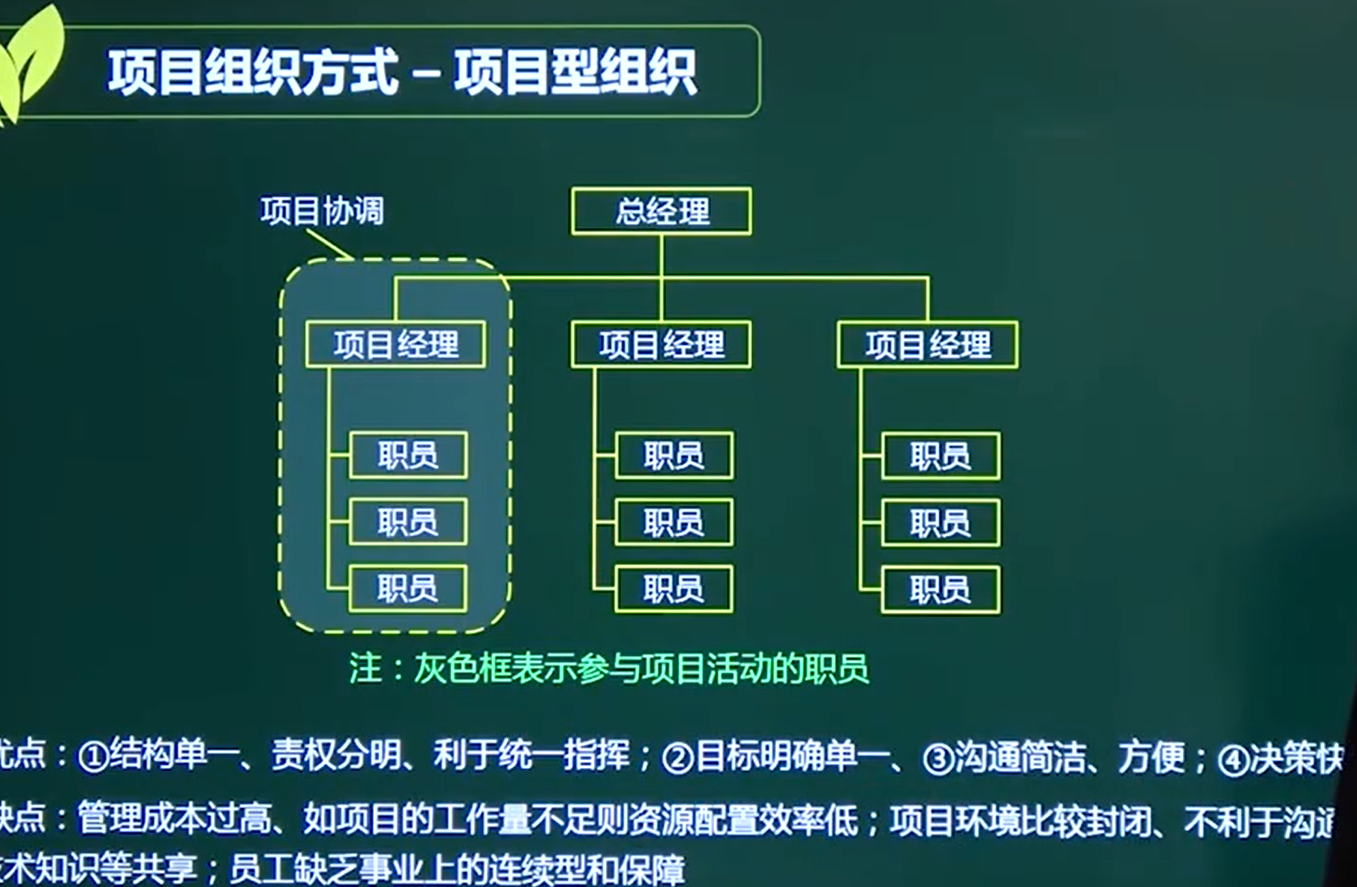 项目组织方式 – 项目型组织
项目协调
总经理
项目经理 项目经理 项目经理
职员 职员 职员
职员 职员 职员
职员 职员 职员
注：灰色框表示参与项目活动的职员
优点：①结构单一、责权分明、利于统一指挥；②目标明确单一、③沟通简洁、方便；④决策快
缺点：管理成本过高、如项目的工作量不足则资源配置效率低；项目环境比较封闭、不利于沟通
技术知识等共享；员工缺乏事业上的连续型和保障